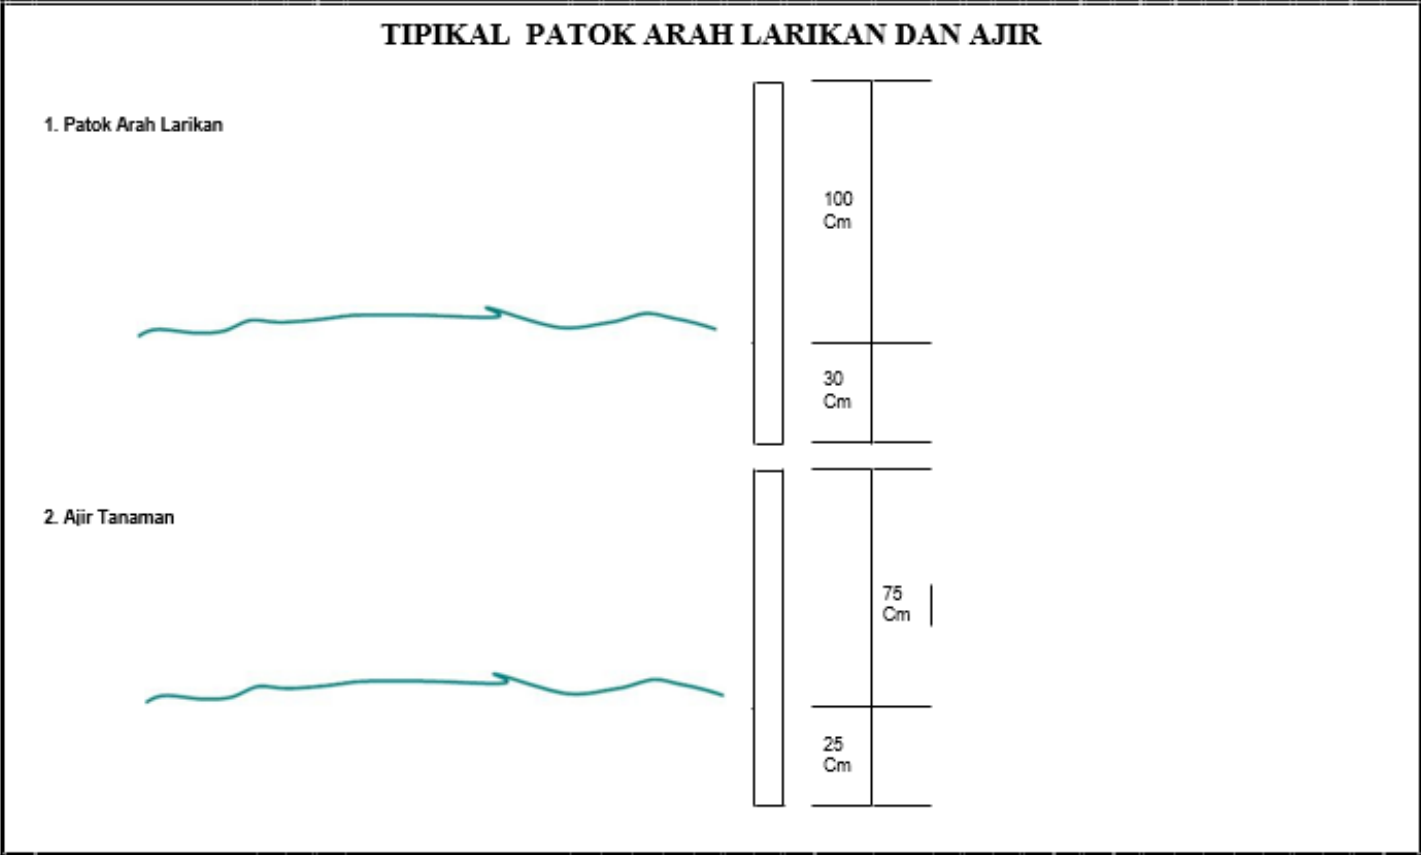 TIPIKAL PATOK ARAH LARIKAN DAN AJIR
1. Patok Arah Larikan
100
Cm
30
Cm
2. Ajir Tanaman
75
Cm
25
Cm